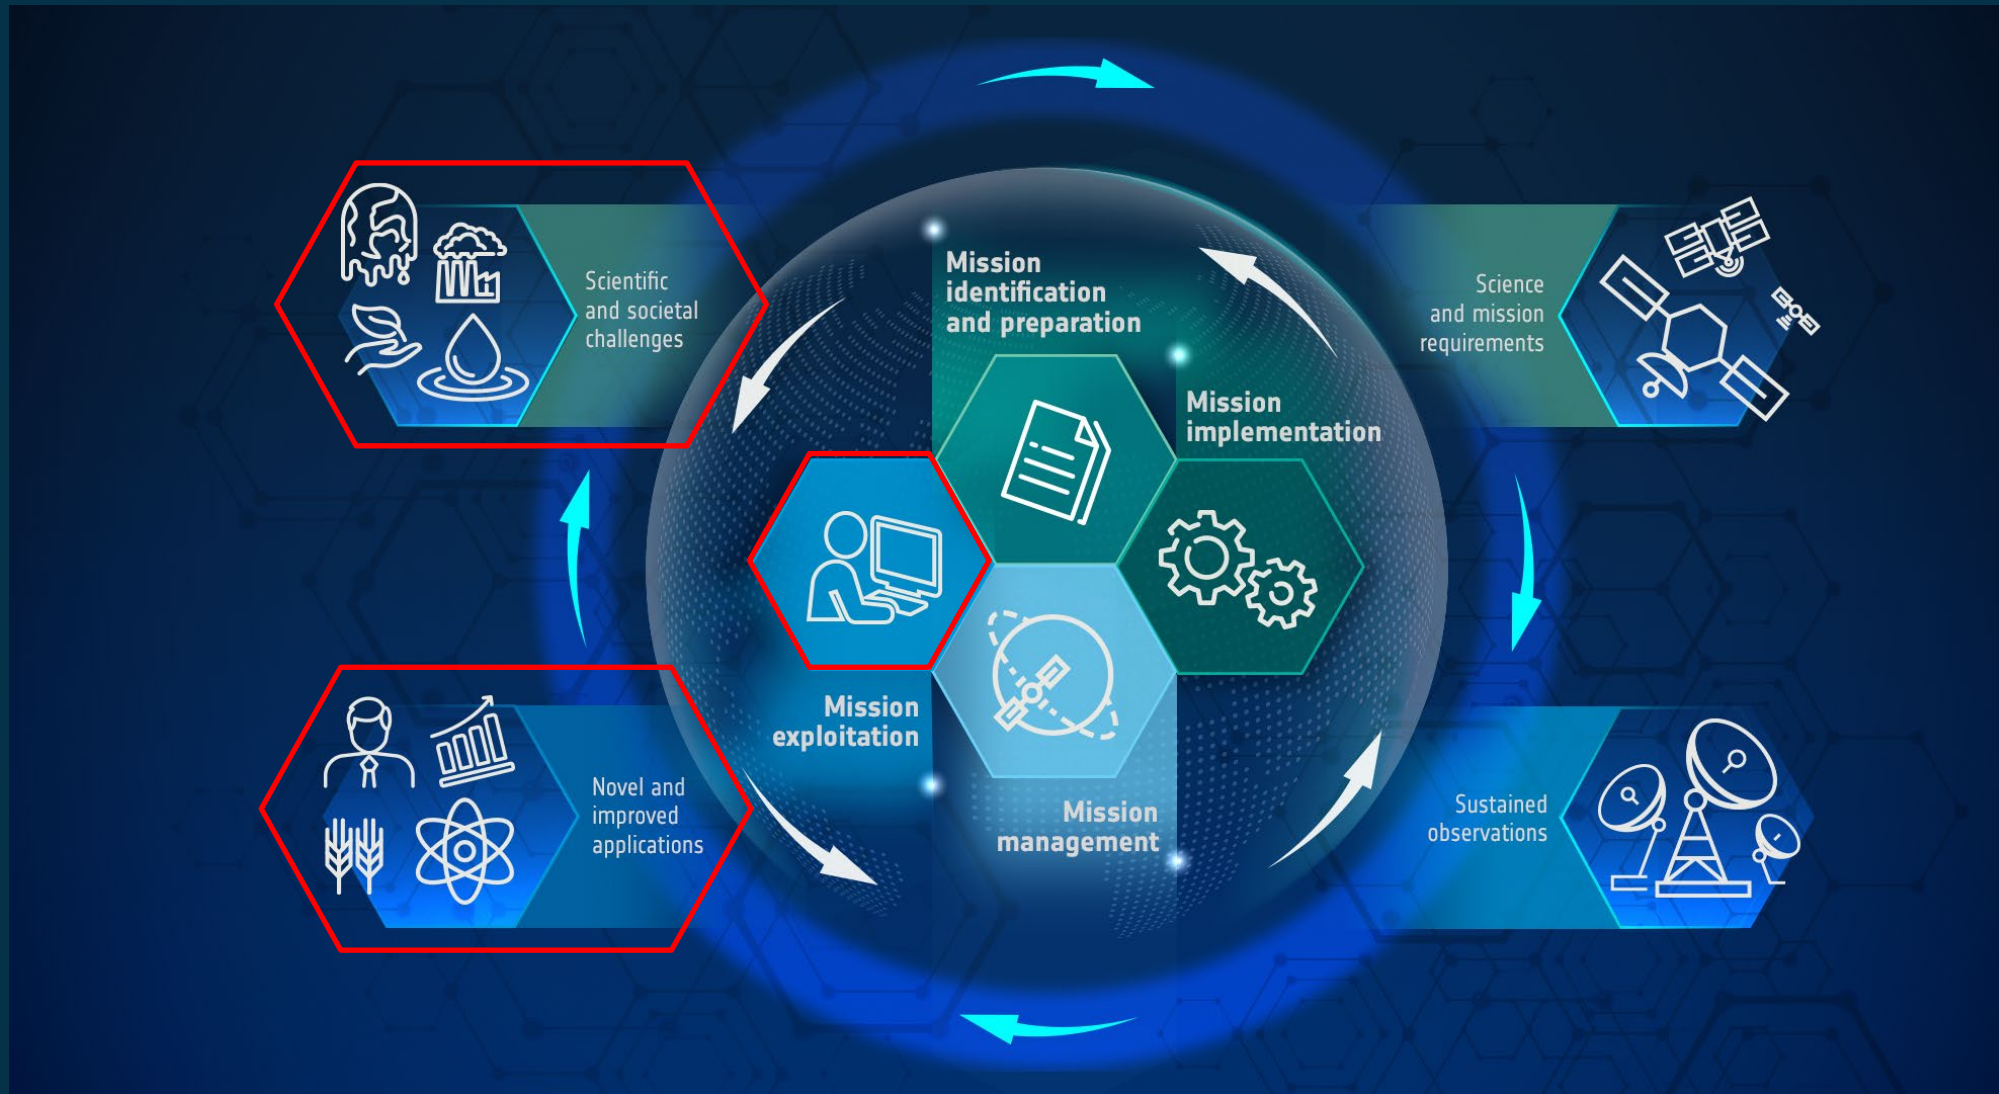 Scientific
and societal
challenges
Mission
identification
and preparation
Mission
implementation
Science
and mission
requirements
Mission
exploitation
Mission
management
Novel and
improved
applications
Sustained
observations